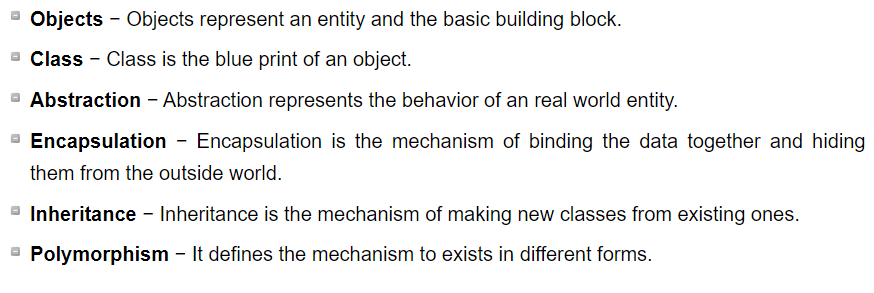 Objects − Objects represent an entity and the basic building block.
Class − Class is the blue print of an object.
Abstraction − Abstraction represents the behavior of an real world entity.
Encapsulation − Encapsulation is the mechanism of binding the data together and hiding
them from the outside world.
Inheritance − Inheritance is the mechanism of making new classes from existing ones.
Polymorphism − It defines the mechanism to exists in different forms.